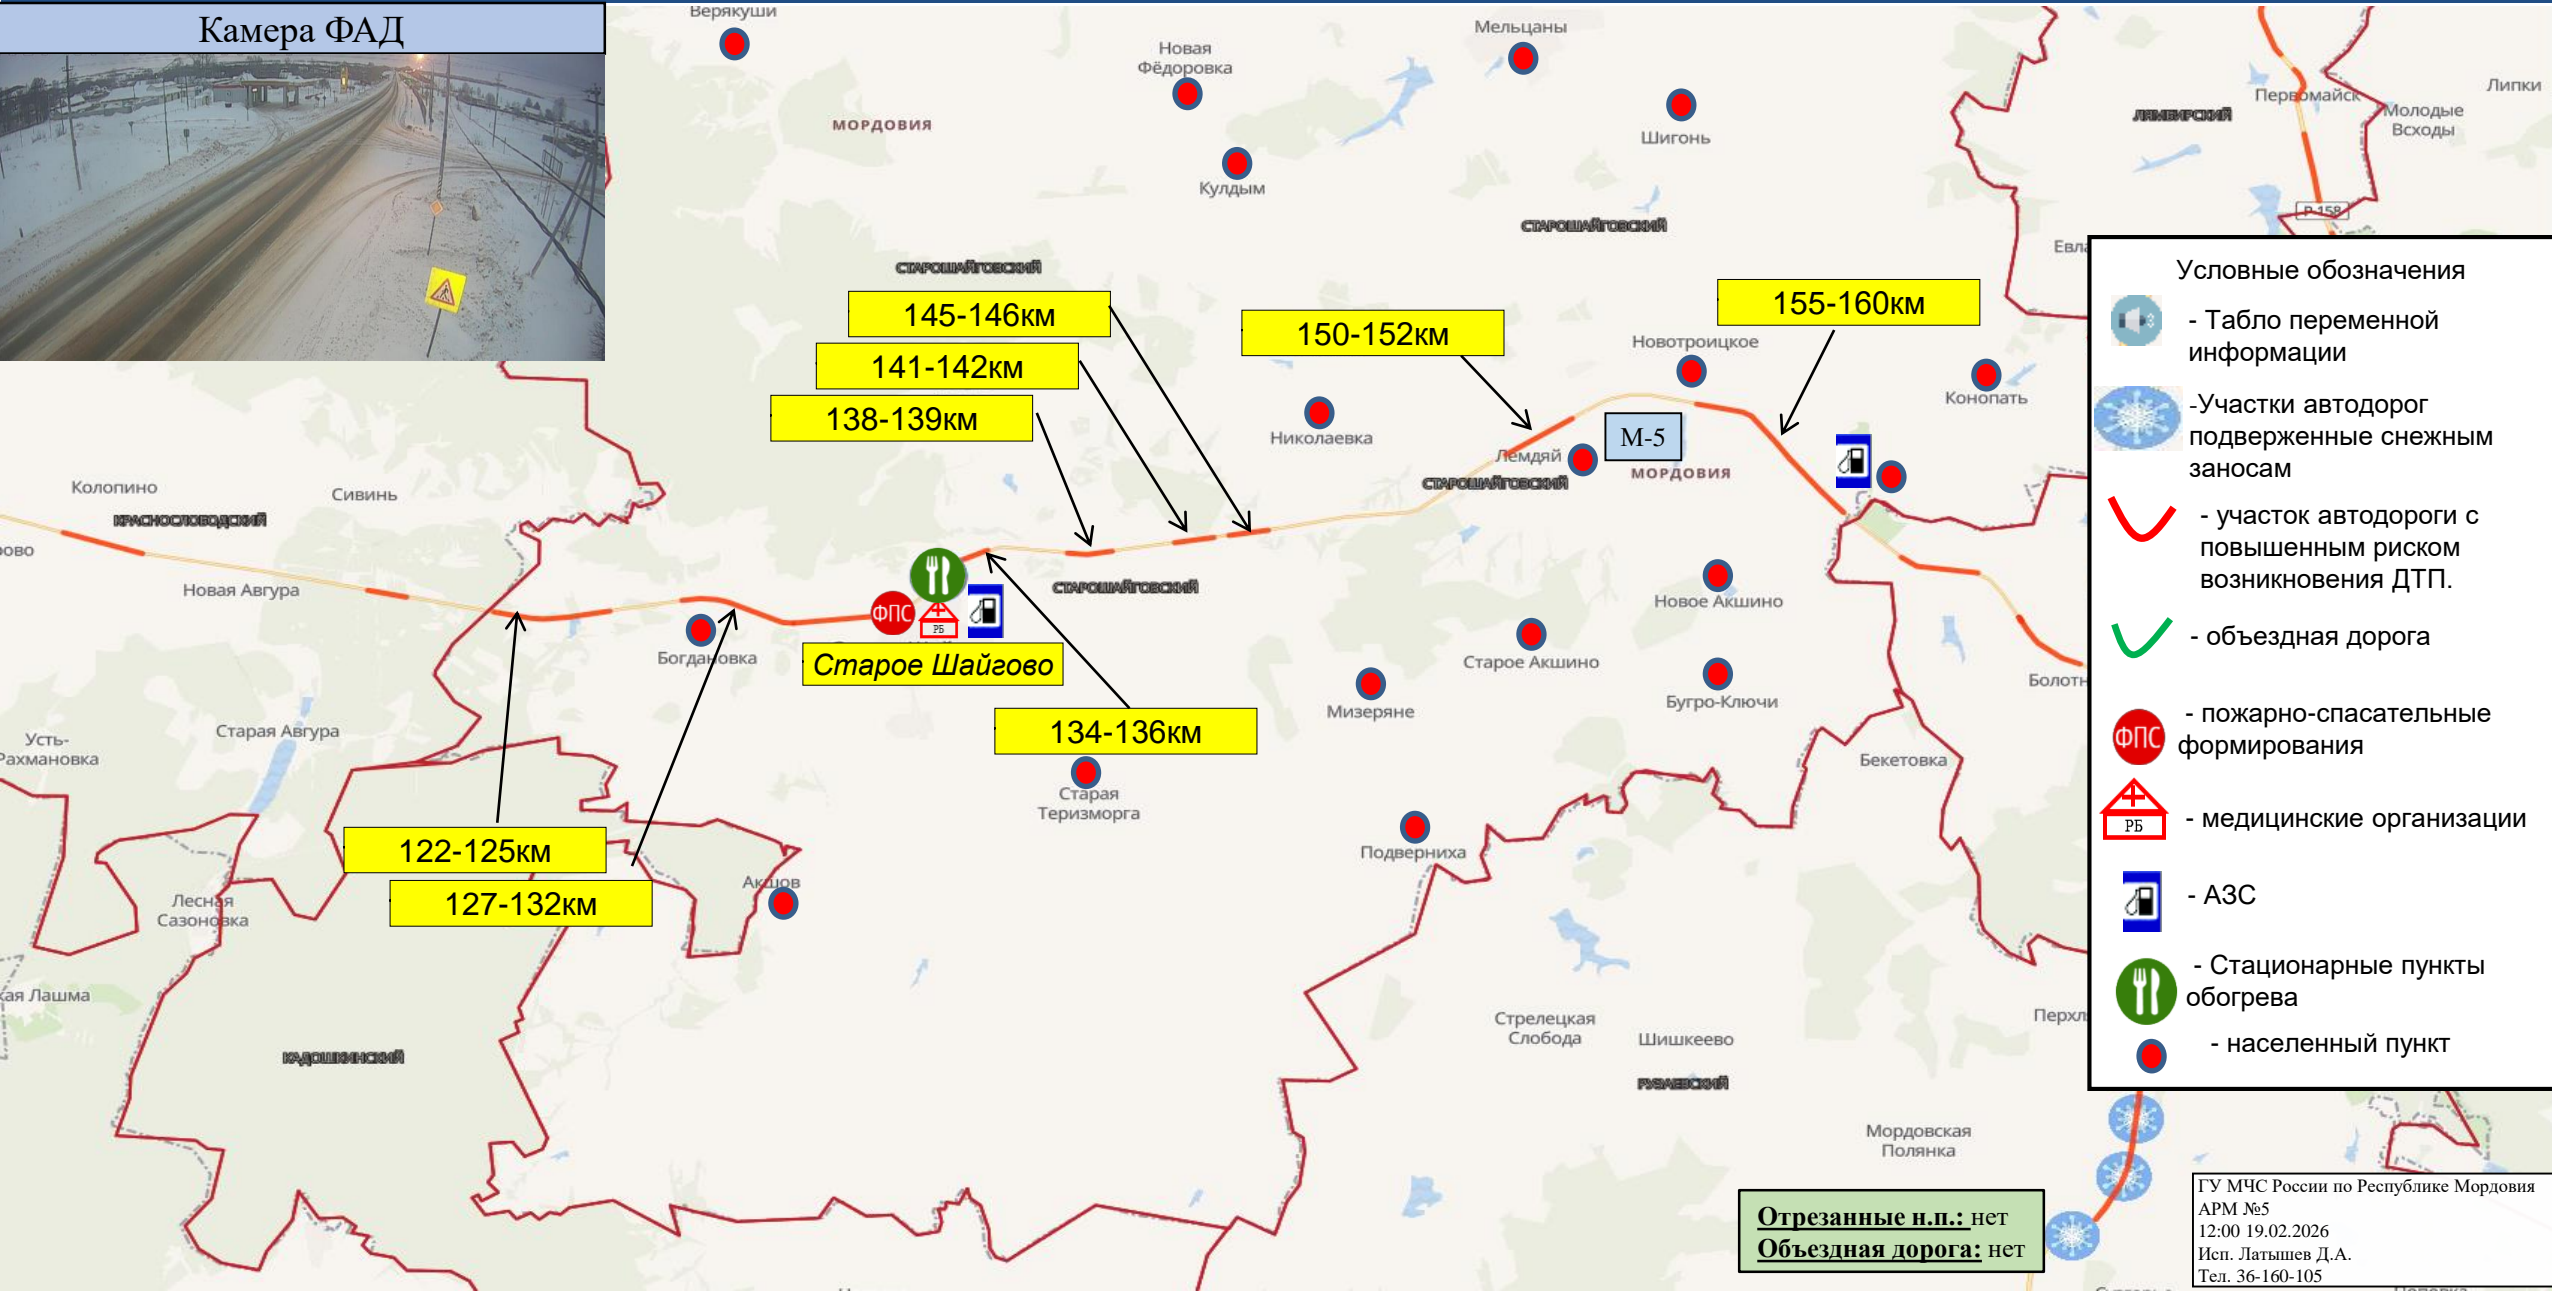 Камера ФАД
Верякуши
Новая
Фёдоровка
Мельцаны
Шигонь
МОРДОВИЯ
Кулдым
СТАРОШАЙГОВСКИЙ
СТАРОШАЙГОВСКИЙ
ЛЯМБИРСКИЙ
Первомайск
Молодые
Всходы
Липки
Р-158
145-146км
141-142км
138-139км
150-152км
155-160км
Новотроицкое
Конопать
Николаевка
Лемдяй
М-5
МОРДОВИЯ
СТАРОШАЙГОВСКИЙ
Колопино
Сивинь
КРАСНОСЛОБОДСКИЙ
Новая Авгура
Богдановка
ФПС
РБ
Старое Шайгово
СТАРОШАЙГОВСКИЙ
134-136км
Новое Акшино
Старое Акшино
Бугро-Ключи
Мизеряне
Бекетовка
Усть-
Рахмановка
Старая Авгура
Старая
Теризморга
Подверниха
122-125км
127-132км
Акшов
Лесная
Сазоновка
КАДОШКИНСКИЙ
Стрелецкая
Слобода
Шишкеево
РУЗАЕВСКИЙ
Мордовская
Полянка
Условные обозначения
- Табло переменной
информации
-Участки автодорог
подверженные снежным
заносам
- участок автодороги с
повышенным риском
возникновения ДТП.
- объездная дорога
ФПС
- пожарно-спасательные
формирования
РБ
- медицинские организации
- АЗС
- Стационарные пункты
обогрева
- населенный пункт
Отрезанные н.п.: нет
Объездная дорога: нет
ГУ МЧС России по Республике Мордовия
АРМ №5
12:00 19.02.2026
Исп. Латышев Д.А.
Тел. 36-160-105